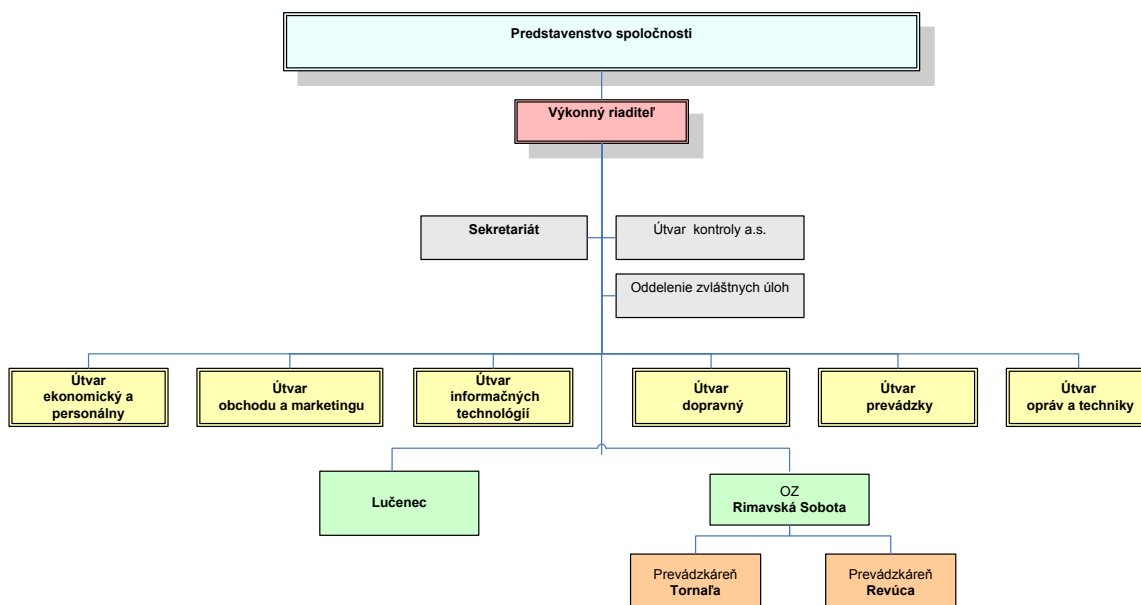 Predstavenstvo spoločnosti
Výkonný riaditeľ
Sekretariát
Útvar kontroly a.s.
Oddelenie zvláštnych úloh
Útvar
ekonomický a
personálny
Útvar
obchodu a marketingu
Útvar
informačných
technológií
Útvar
dopravný
Útvar
prevádzky
Útvar
opráv a techniky
Lučenec
OZ
Rimavská Sobota
Prevádzkáreň
Tornaľa
Prevádzkáreň
Revúca